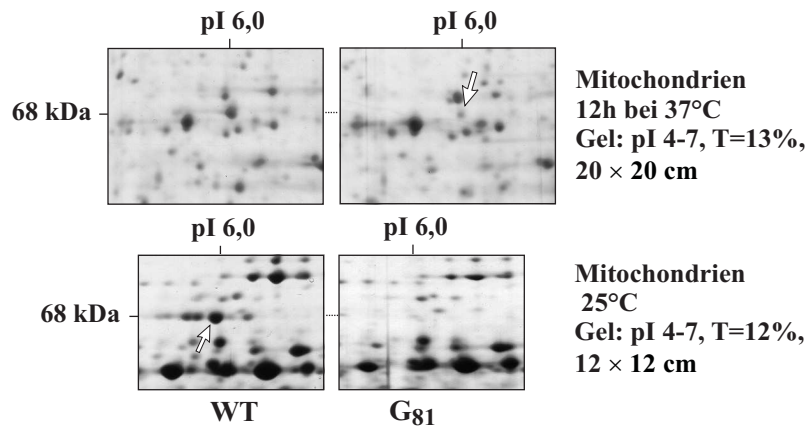 pI 6,0
pI 6,0
68 kDa
Mitochondrien
12h bei 37°C
Gel: pI 4-7, T=13%,
20 × 20 cm
pI 6,0
pI 6,0
68 kDa
Mitochondrien
25°C
Gel: pI 4-7, T=12%,
12 × 12 cm
WT
G81